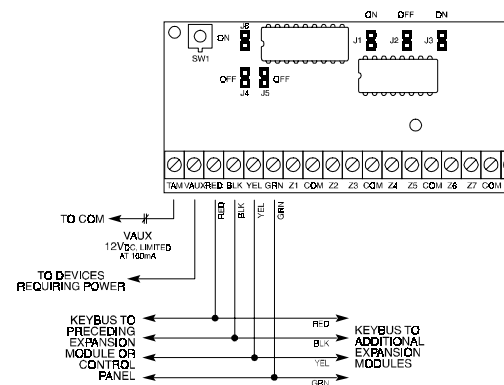 ON OFF ON
J6
ON
SW1
J1 J2 J3
OFF OFF
J4 J5
TAM VAUX RED BLK YEL GRN Z1 COM Z2 Z3 COM Z4 Z5 COM Z6 Z7 COM
RED BLK YEL GRN
TO COM
VAUX
12VDC, LIMITED
AT 160mA
TO DEVICES
REQUIRING POWER
KEYBUS TO
PRECEDING
EXPANSION
MODULE OR
CONTROL
PANEL
RED
BLK
YEL
GRN
KEYBUS TO
ADDITIONAL
EXPANSION
MODULES